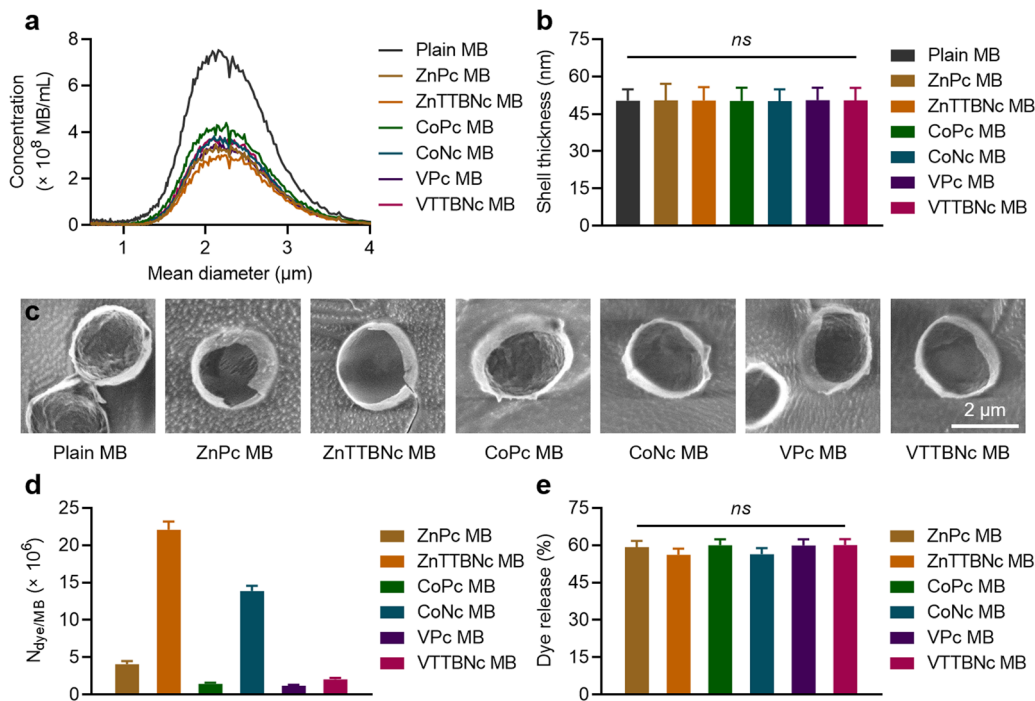 a
8
6
4
2
0
Concentration
(× 10⁸ MB/mL)
1
2
3
4
Mean diameter (μm)
Plain MB
ZnPc MB
ZnTTBNc MB
CoPc MB
CoNc MB
VPc MB
VTTBNc MB
b
75
60
45
30
15
0
Shell thickness (nm)
ns
Plain MB
ZnPc MB
ZnTTBNc MB
CoPc MB
CoNc MB
VPc MB
VTTBNc MB
c
2 μm
Plain MB
ZnPc MB
ZnTTBNc MB
CoPc MB
CoNc MB
VPc MB
VTTBNc MB
d
25
20
15
10
5
0
N_dye/MB (× 10⁶)
ZnPc MB
ZnTTBNc MB
CoPc MB
CoNc MB
VPc MB
VTTBNc MB
e
75
60
45
30
15
0
Dye release (%)
ns
ZnPc MB
ZnTTBNc MB
CoPc MB
CoNc MB
VPc MB
VTTBNc MB